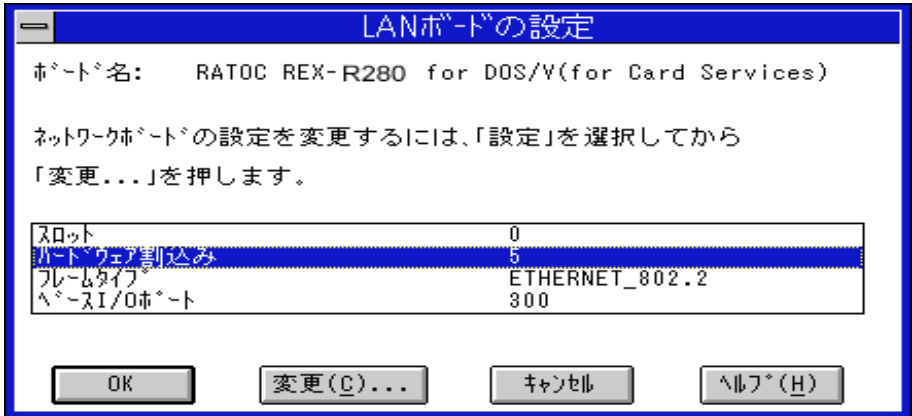 LANﾎﾞｰﾄﾞの設定
ﾎﾞｰﾄﾞ名: RATOC REX-R280 for DOS/V(for Card Services)
ﾈｯﾄﾜｰｸﾎﾞｰﾄﾞの設定を変更するには､｢設定｣を選択してから
｢変更...｣を押します。
ｽﾛｯﾄ 0
ﾊｰﾄﾞｳｪｱ割込み 5
ﾌﾚｰﾑﾀｲﾌﾟ ETHERNET_802.2
ﾍﾞｰｽI/Oﾎﾟｰﾄ 300
OK 変更(C)... ｷｬﾝｾﾙ ﾍﾙﾌﾟ(H)